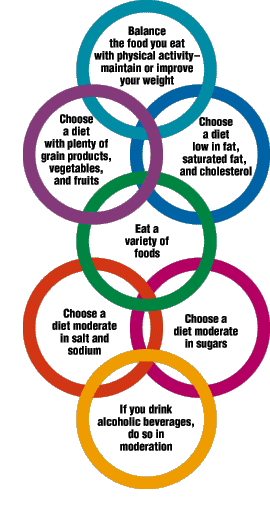 Balance
the food you eat
with physical activity–
maintain or improve
your weight
Choose
a diet
with plenty of
grain products,
vegetables,
and fruits
Choose
a diet
low in fat,
saturated fat,
and cholesterol
Eat a
variety of
foods
Choose a
diet moderate
in salt and
sodium
Choose a
diet moderate
in sugars
If you drink
alcoholic beverages,
do so in
moderation